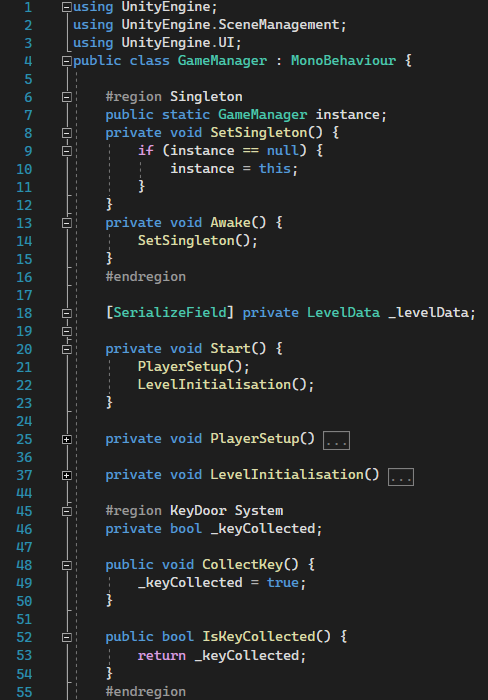 1 using UnityEngine;
2 using UnityEngine.SceneManagement;
3 using UnityEngine.UI;
4 public class GameManager : MonoBehaviour {
5
6 #region Singleton
7 public static GameManager instance;
8 private void SetSingleton() {
9 if (instance == null) {
10 instance = this;
11 }
12 }
13 private void Awake() {
14 SetSingleton();
15 }
16 #endregion
17
18 [SerializeField] private LevelData _levelData;
19
20 private void Start() {
21 PlayerSetup();
22 LevelInitialisation();
23 }
24
25 private void PlayerSetup() ...
36
37 private void LevelInitialisation() ...
44
45 #region KeyDoor System
46 private bool _keyCollected;
47
48 public void CollectKey() {
49 _keyCollected = true;
50 }
51
52 public bool IsKeyCollected() {
53 return _keyCollected;
54 }
55 #endregion